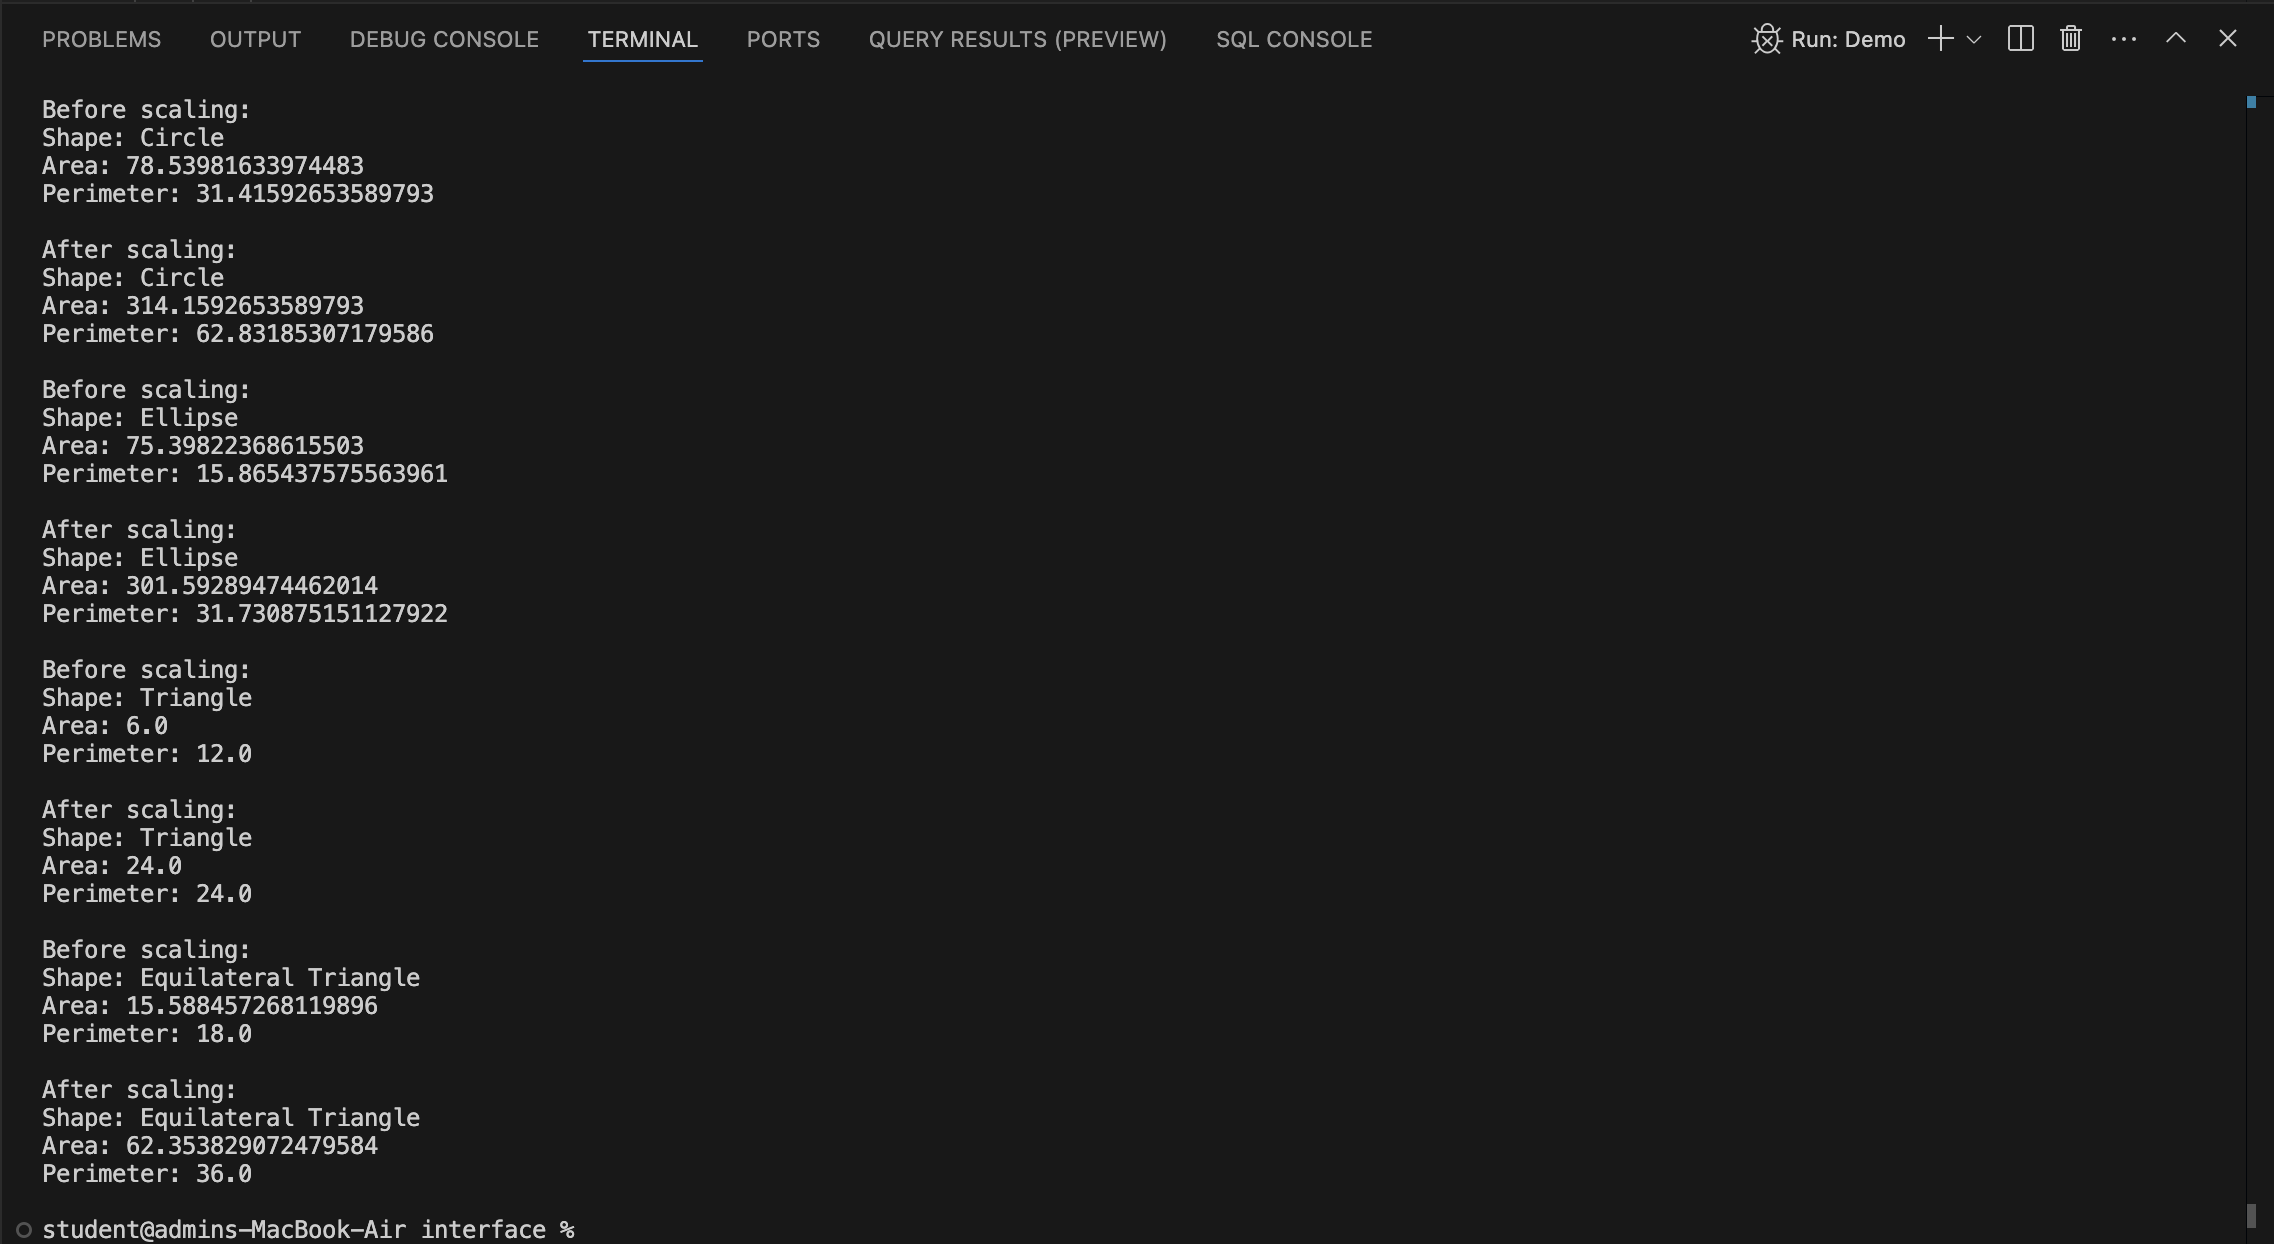 PROBLEMS OUTPUT DEBUG CONSOLE TERMINAL PORTS QUERY RESULTS (PREVIEW) SQL CONSOLE Run: Demo
Before scaling:
Shape: Circle
Area: 78.53981633974483
Perimeter: 31.41592653589793
After scaling:
Shape: Circle
Area: 314.1592653589793
Perimeter: 62.83185307179586
Before scaling:
Shape: Ellipse
Area: 75.39822368615503
Perimeter: 15.865437575563961
After scaling:
Shape: Ellipse
Area: 301.59289474462014
Perimeter: 31.730875151127922
Before scaling:
Shape: Triangle
Area: 6.0
Perimeter: 12.0
After scaling:
Shape: Triangle
Area: 24.0
Perimeter: 24.0
Before scaling:
Shape: Equilateral Triangle
Area: 15.588457268119896
Perimeter: 18.0
After scaling:
Shape: Equilateral Triangle
Area: 62.353829072479584
Perimeter: 36.0
student@admins-MacBook-Air interface %